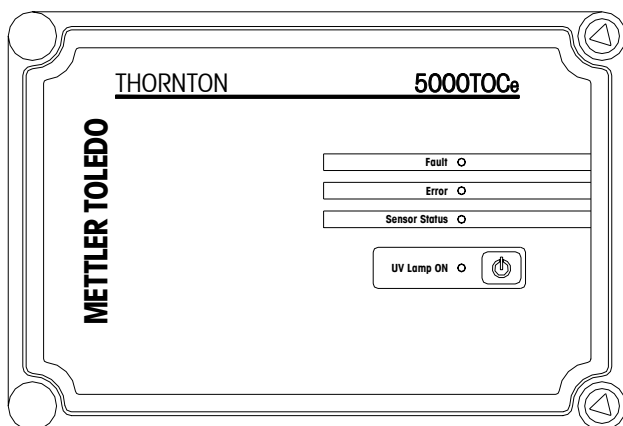 THORNTON 5000TOCe
METTLER TOLEDO
Fault
Error
Sensor Status
UV Lamp ON